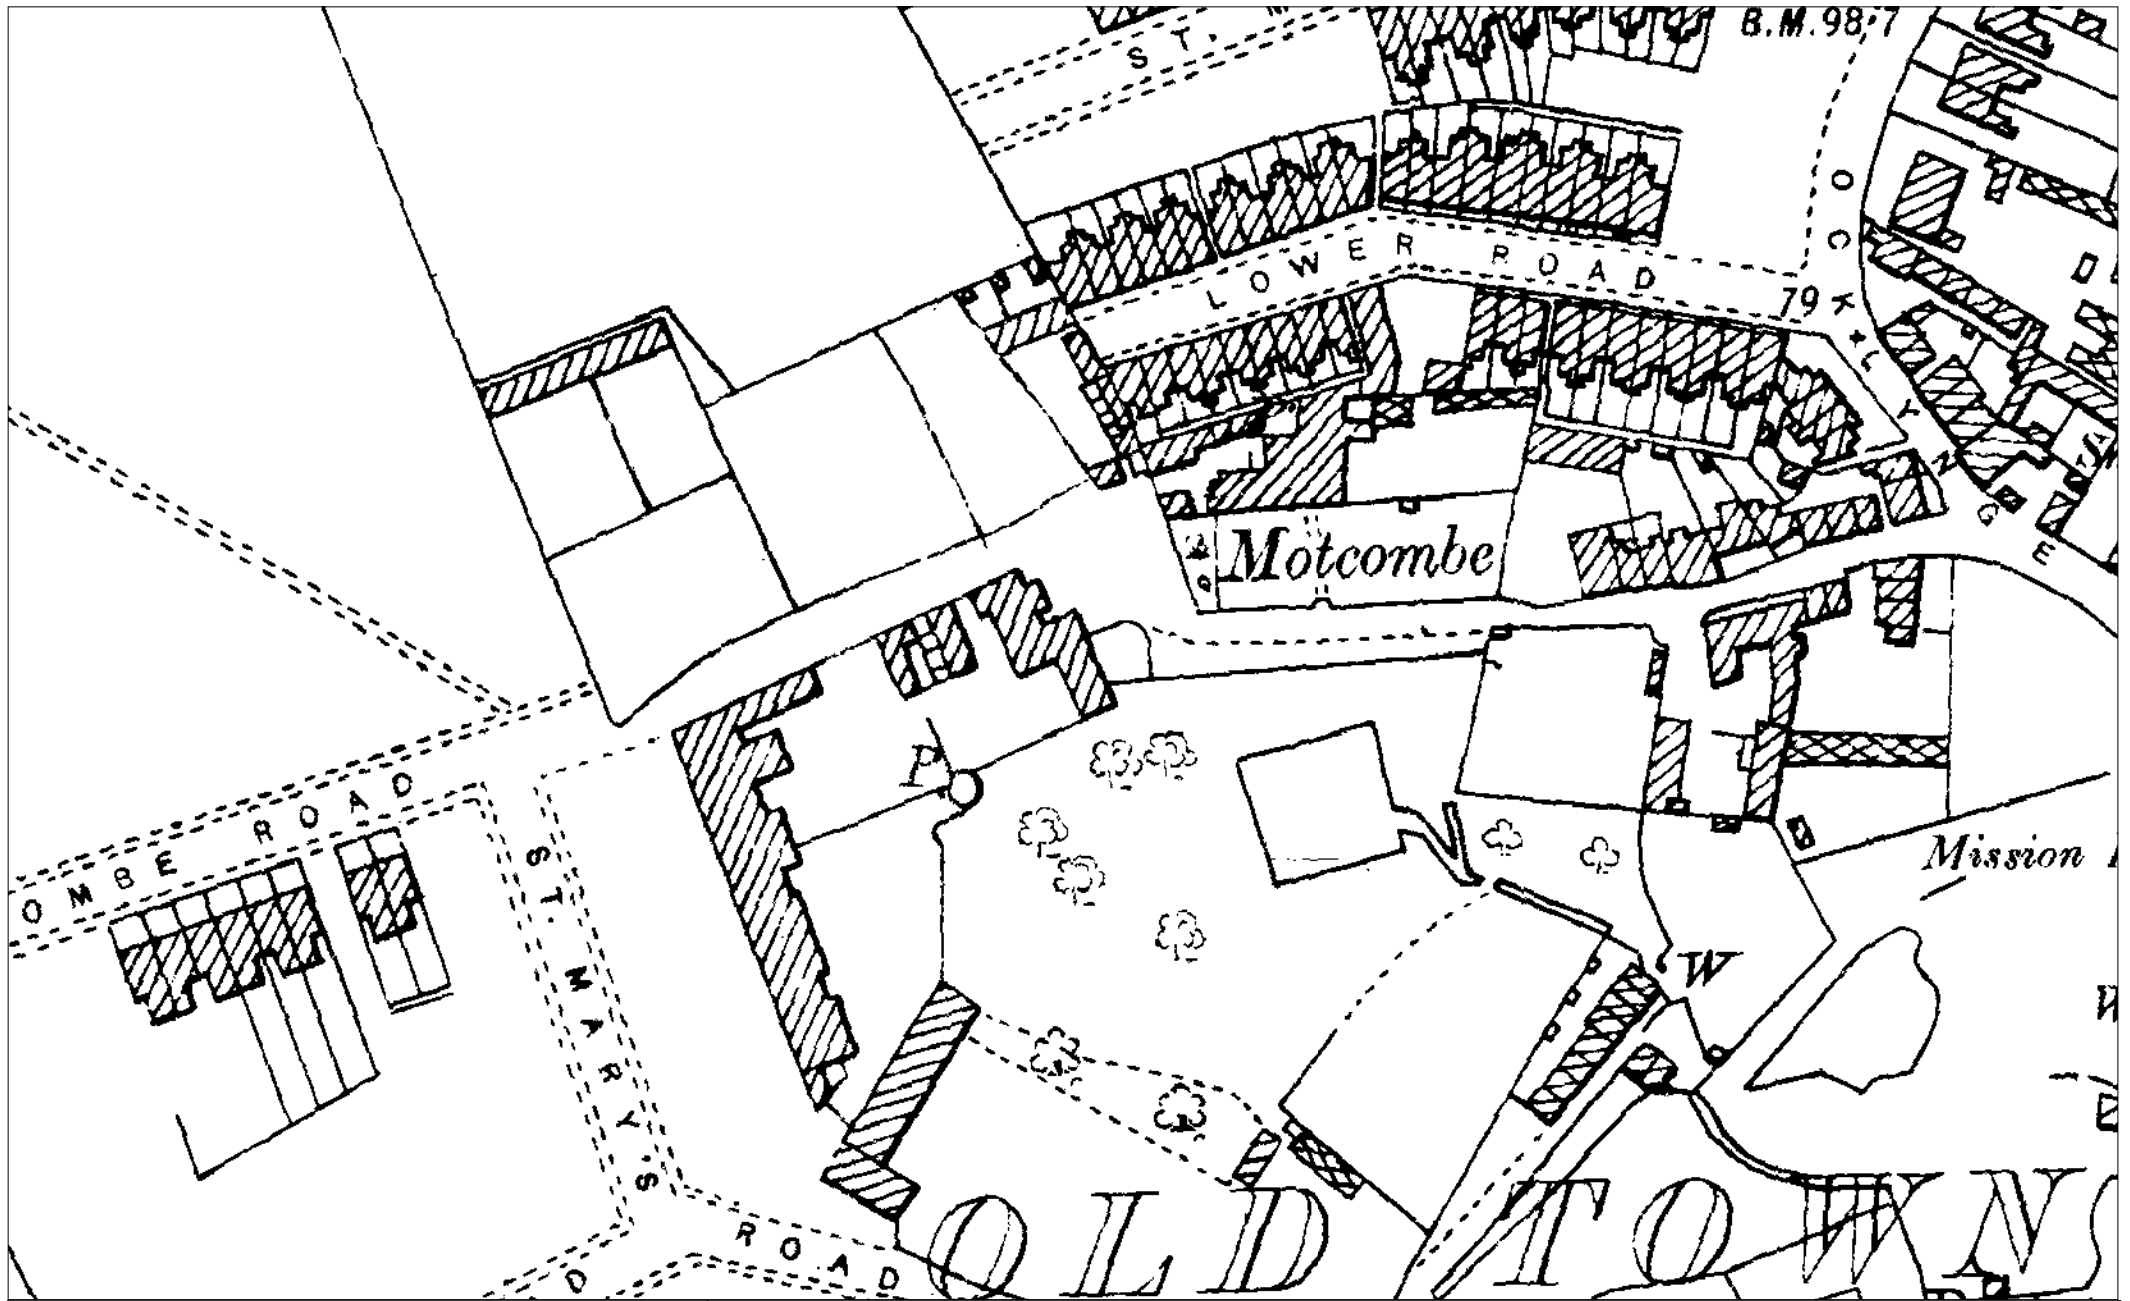 ST.
B.M.98.7
LOWER ROAD
79
OCKLYNGE
Motcombe
P
OMBE ROAD
ST. MARY'S
ROAD
D
Mission
W
W
OLD TOWN